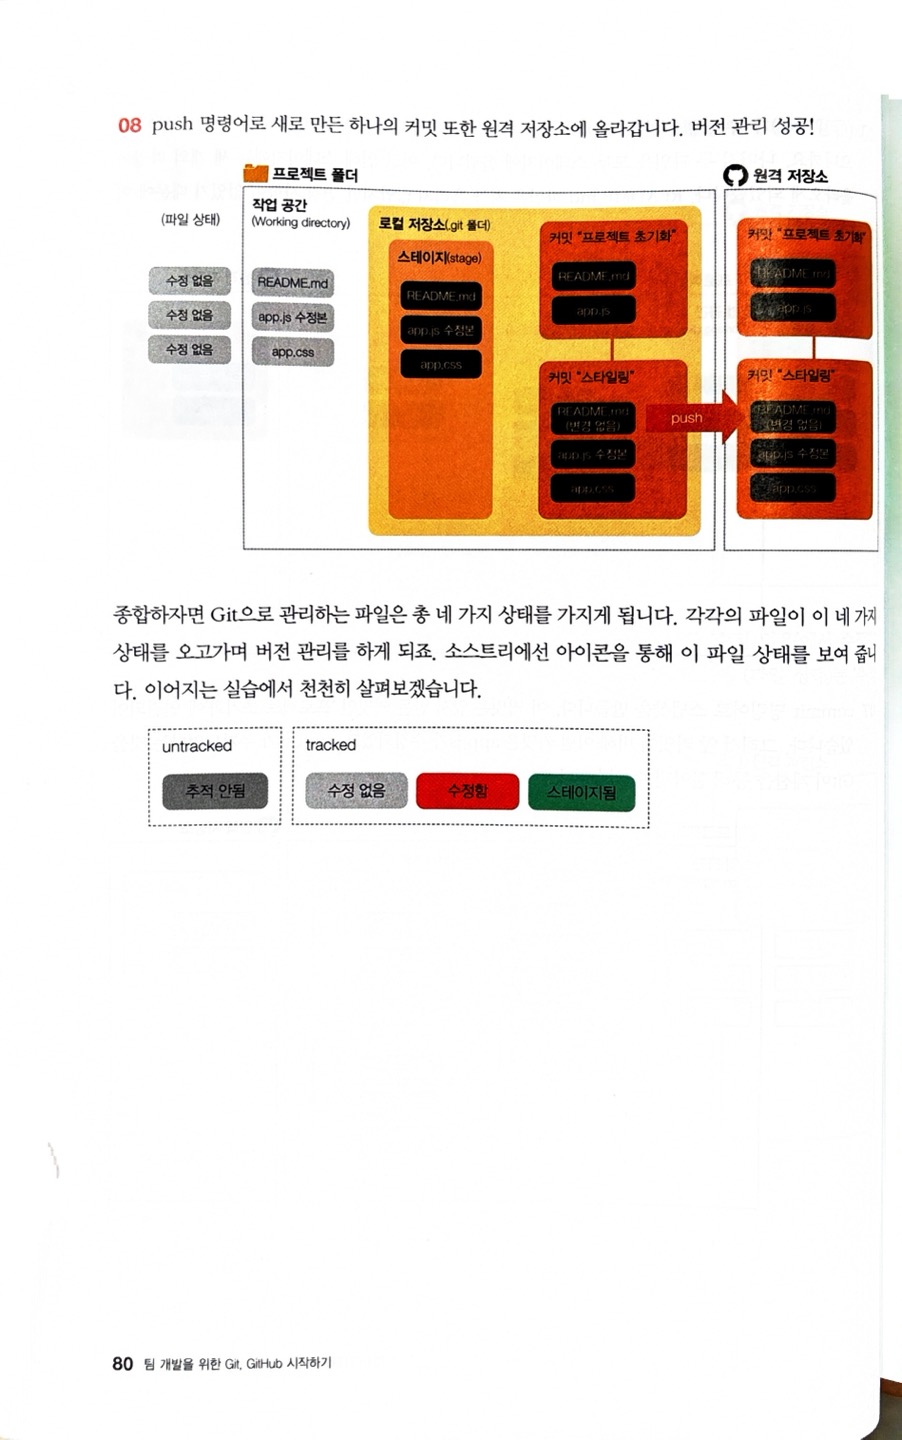 08 push 명령어로 새로 만든 하나의 커밋 또한 원격 저장소에 올라갑니다. 버전 관리 성공!
프로젝트 폴더
원격 저장소
(파일 상태)
수정 없음
수정 없음
수정 없음
작업 공간
(Working directory)
README.md
app.js 수정본
app.css
로컬 저장소(.git 폴더)
스테이지(stage)
README.md
app.js 수정본
app.css
커밋 "프로젝트 초기화"
README.md
app.js
커밋 "스타일링"
README.md
(변경 없음)
app.js 수정본
app.css
push
커밋 "프로젝트 초기화"
README.md
app.js
커밋 "스타일링"
README.md
(변경 없음)
app.js 수정본
app.css
종합하자면 Git으로 관리하는 파일은 총 네 가지 상태를 가지게 됩니다. 각각의 파일이 이 네 가지
상태를 오고가며 버전 관리를 하게 되죠. 소스트리에선 아이콘을 통해 이 파일 상태를 보여 줍니
다. 이어지는 실습에서 천천히 살펴보겠습니다.
untracked
추적 안됨
tracked
수정 없음
수정함
스테이지됨
80 팀 개발을 위한 Git, GitHub 시작하기